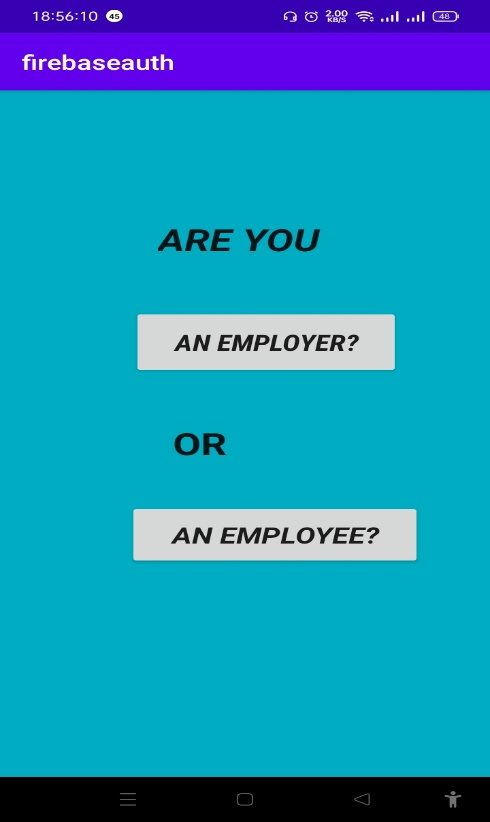 18:56:10 45 2.00 KB/S 48
firebaseauth
ARE YOU
AN EMPLOYER?
OR
AN EMPLOYEE?